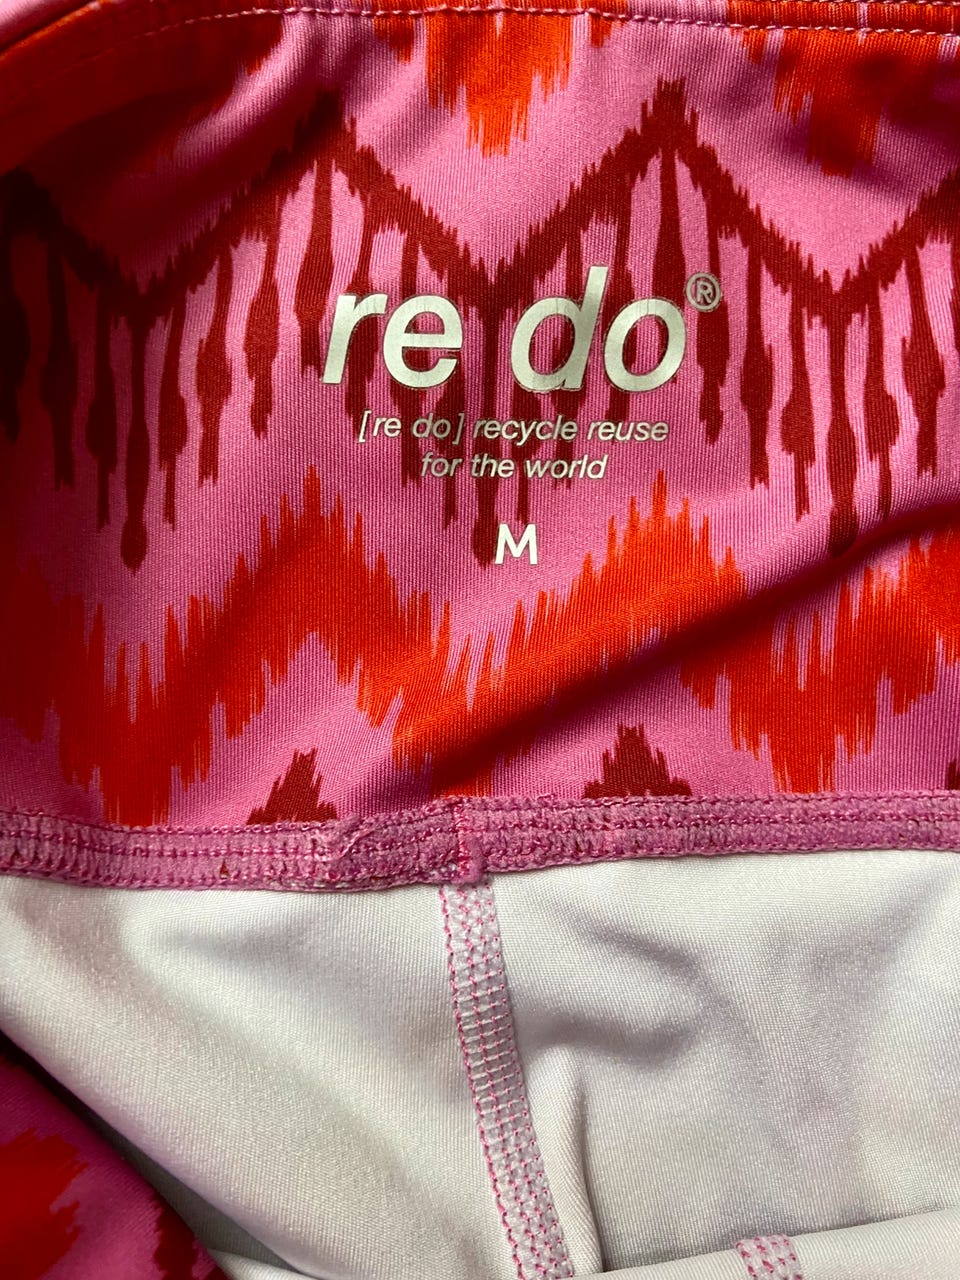 re do®
[re do] recycle reuse
for the world
M